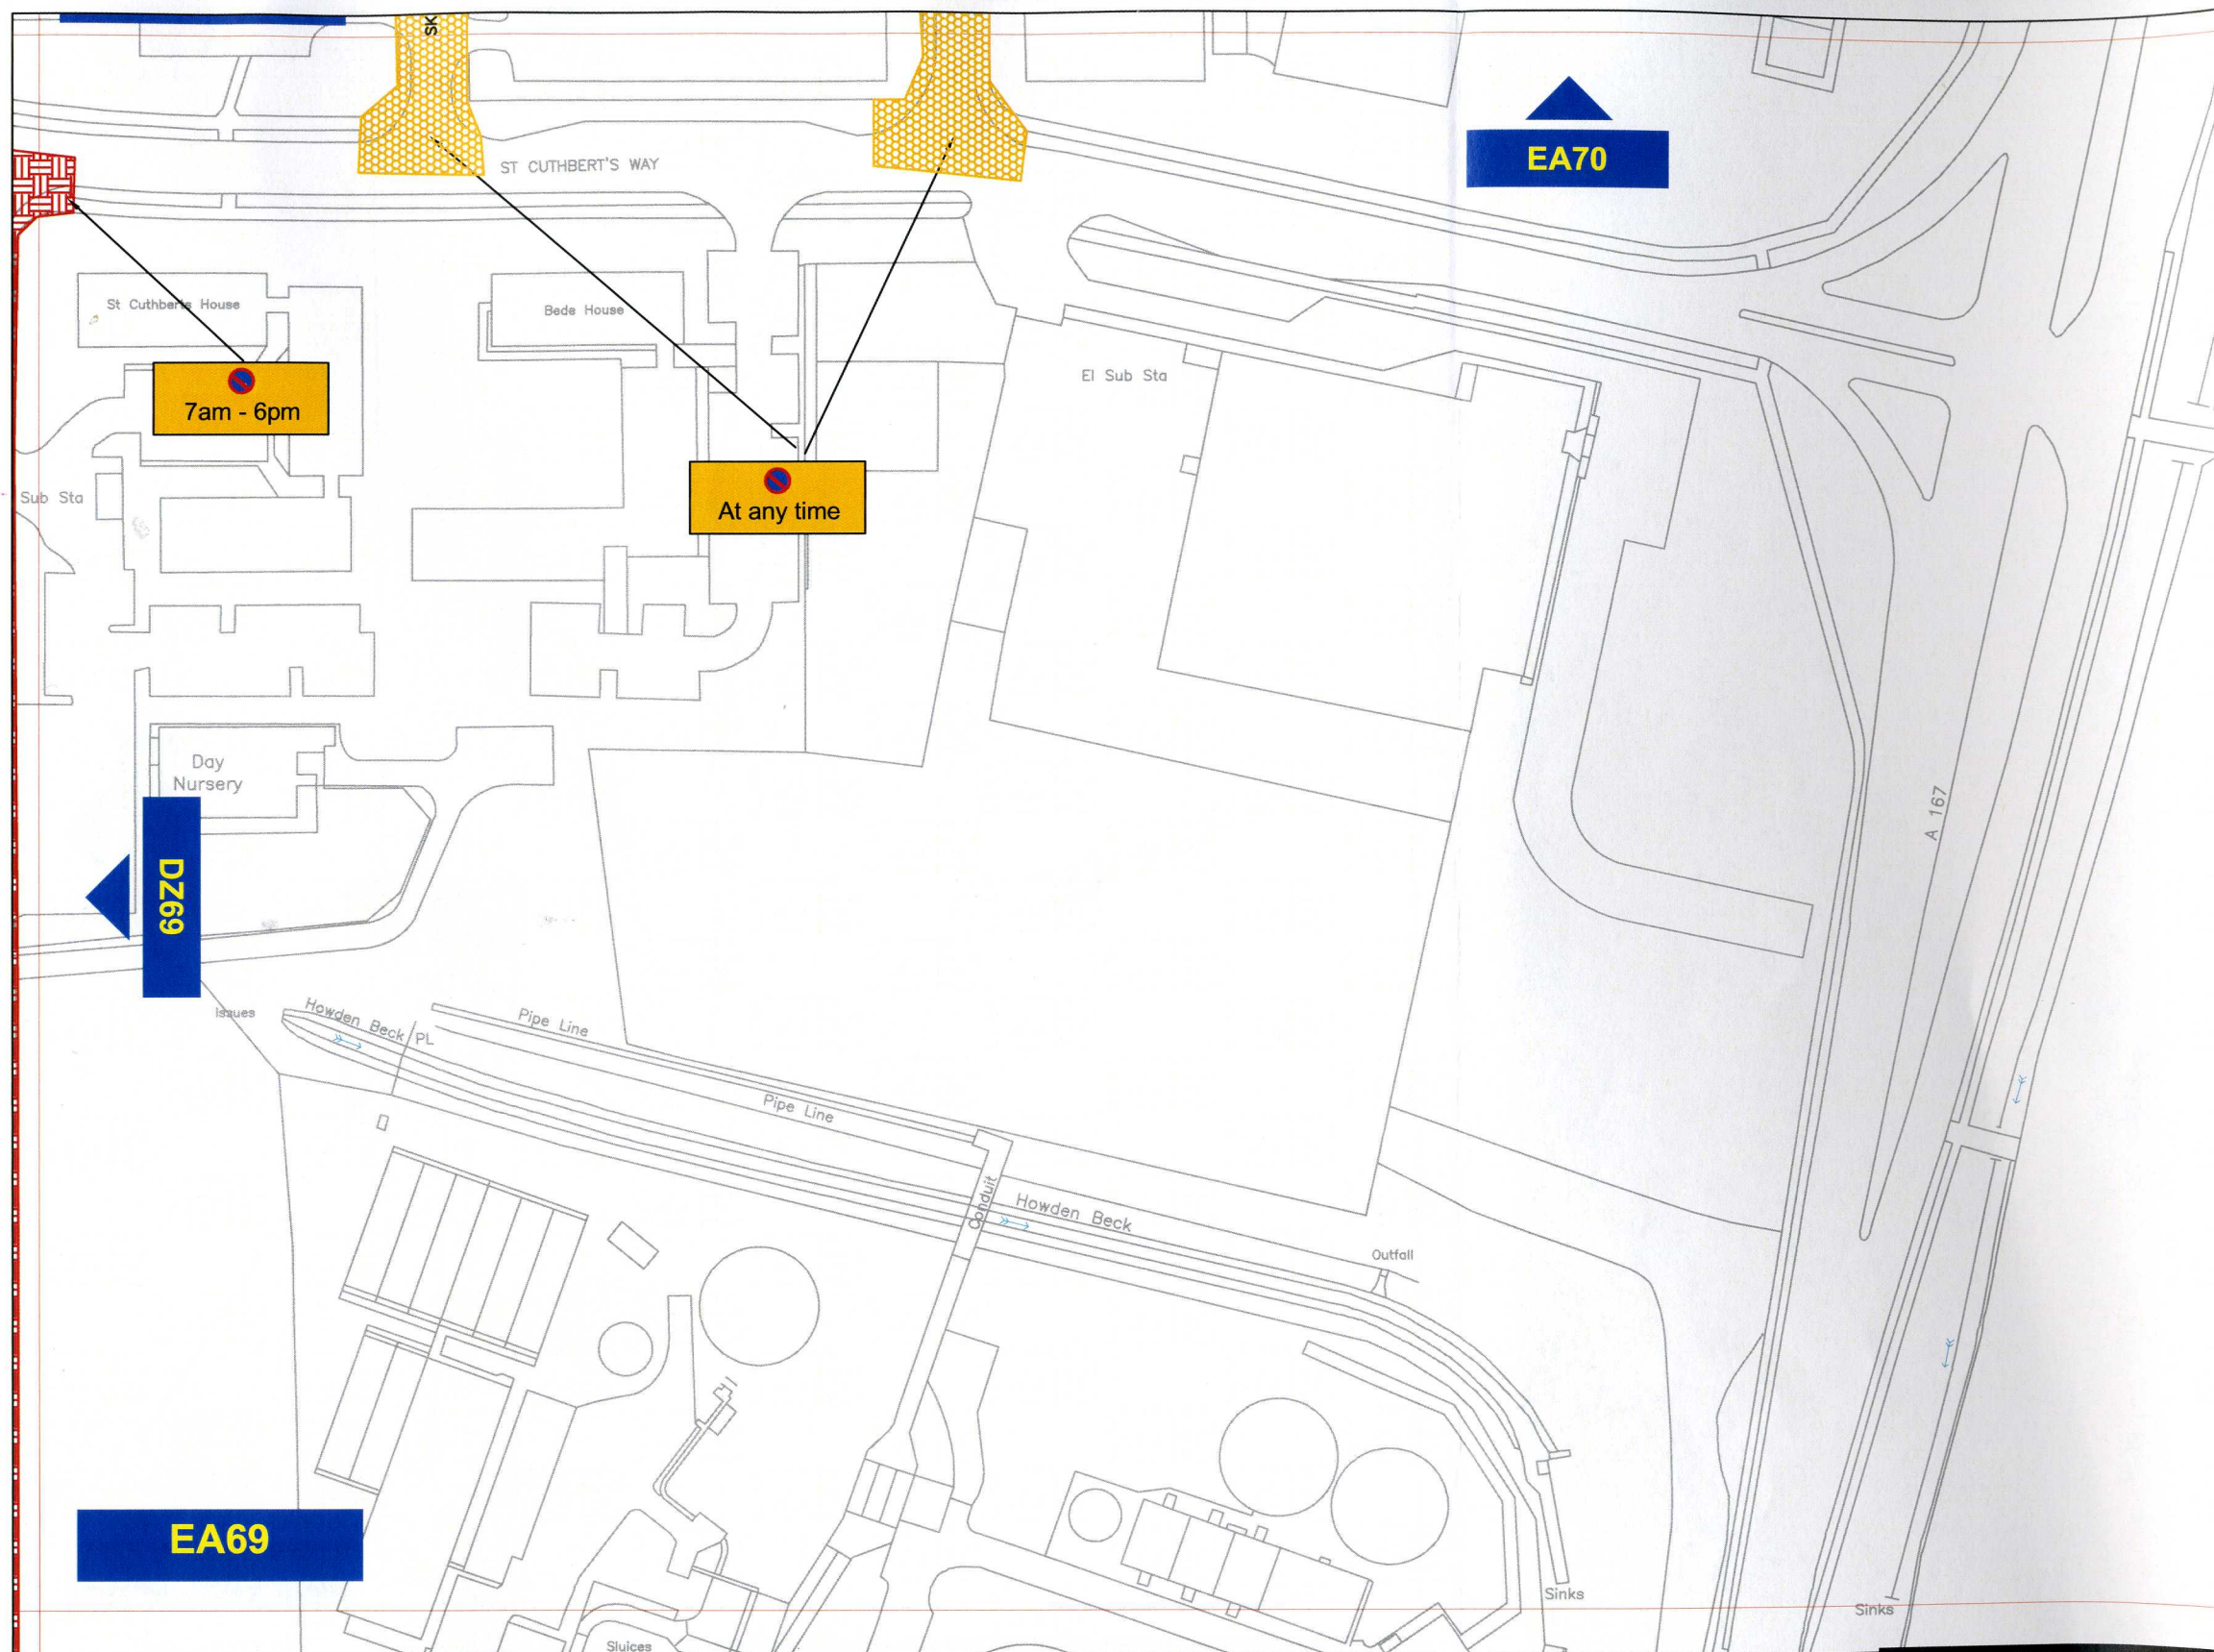 SK
ST CUTHBERT'S WAY
EA70
St Cuthberts House
Bede House
7am - 6pm
El Sub Sta
Sub Sta
At any time
Day
Nursery
A 167
DZ69
Issues
Howden Beck
PL
Pipe Line
Pipe Line
Conduit
Howden Beck
Outfall
EA69
Sinks
Sinks
Sluices